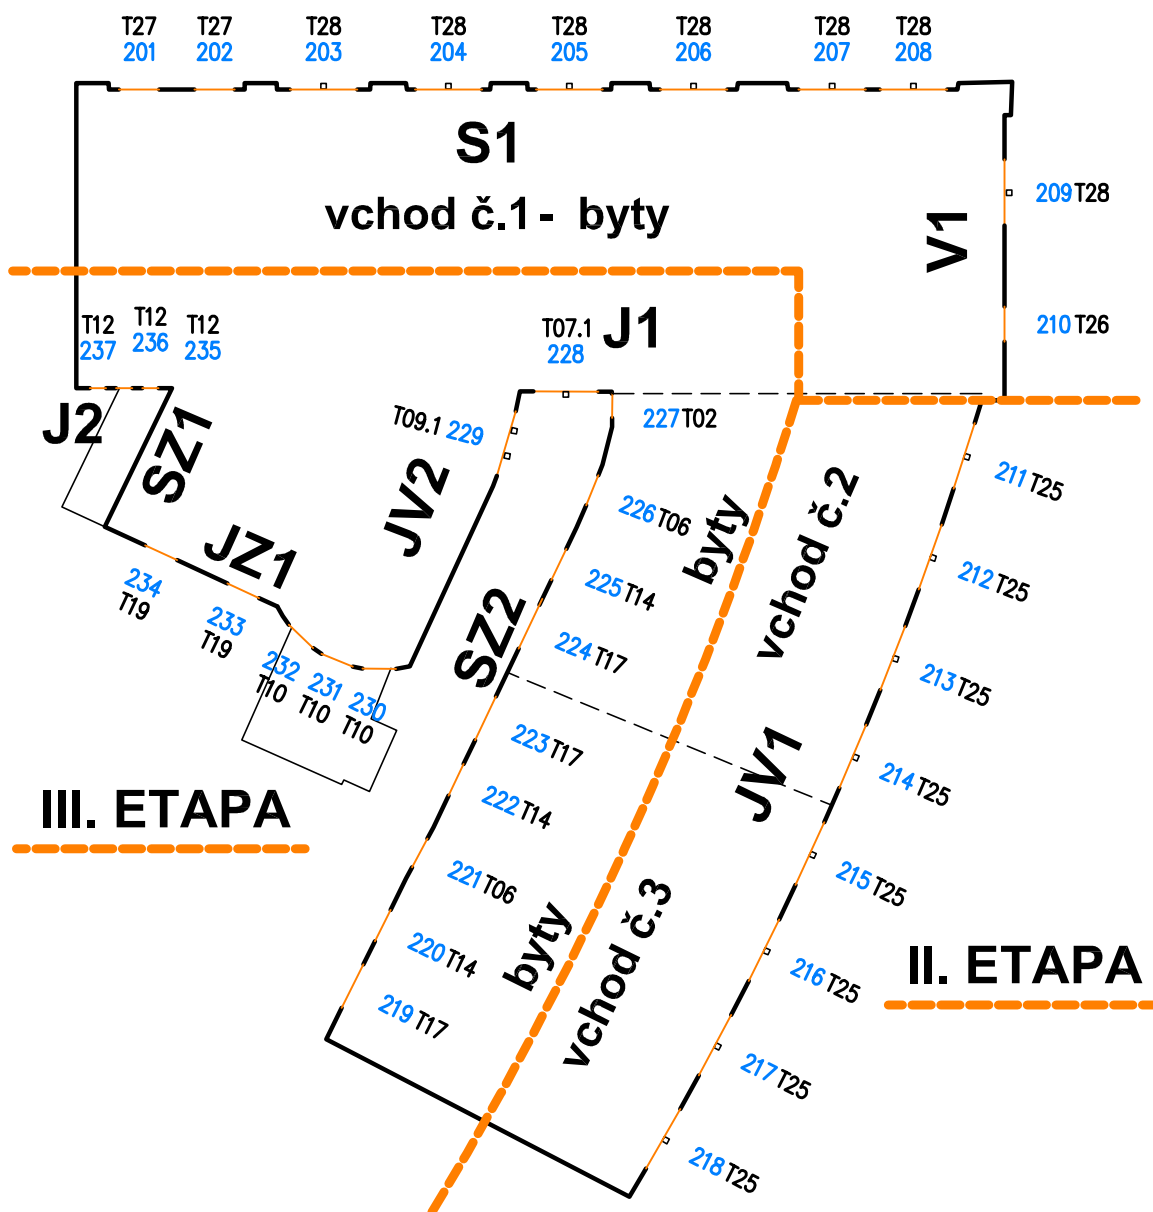 T27 T27 T28 T28 T28 T28 T28 T28
201 202 203 204 205 206 207 208
S1
vchod č.1 - byty
V1
209 T28
210 T26
J1
T12 T12 T12
237 236 235
T07.1
228
J2
SZ1
T09.1 229
227 T02
JV2
JZ1
226 T06
byty
vchod č.2
211 T25
212 T25
234
T19
233
T19
225 T14
SZ2
224 T17
213 T25
232 231 230
T10 T10 T10
223 T17
JV1
214 T25
III. ETAPA
222 T14
221 T06
215 T25
byty
vchod č.3
220 T14
216 T25
II. ETAPA
219 T17
217 T25
218 T25